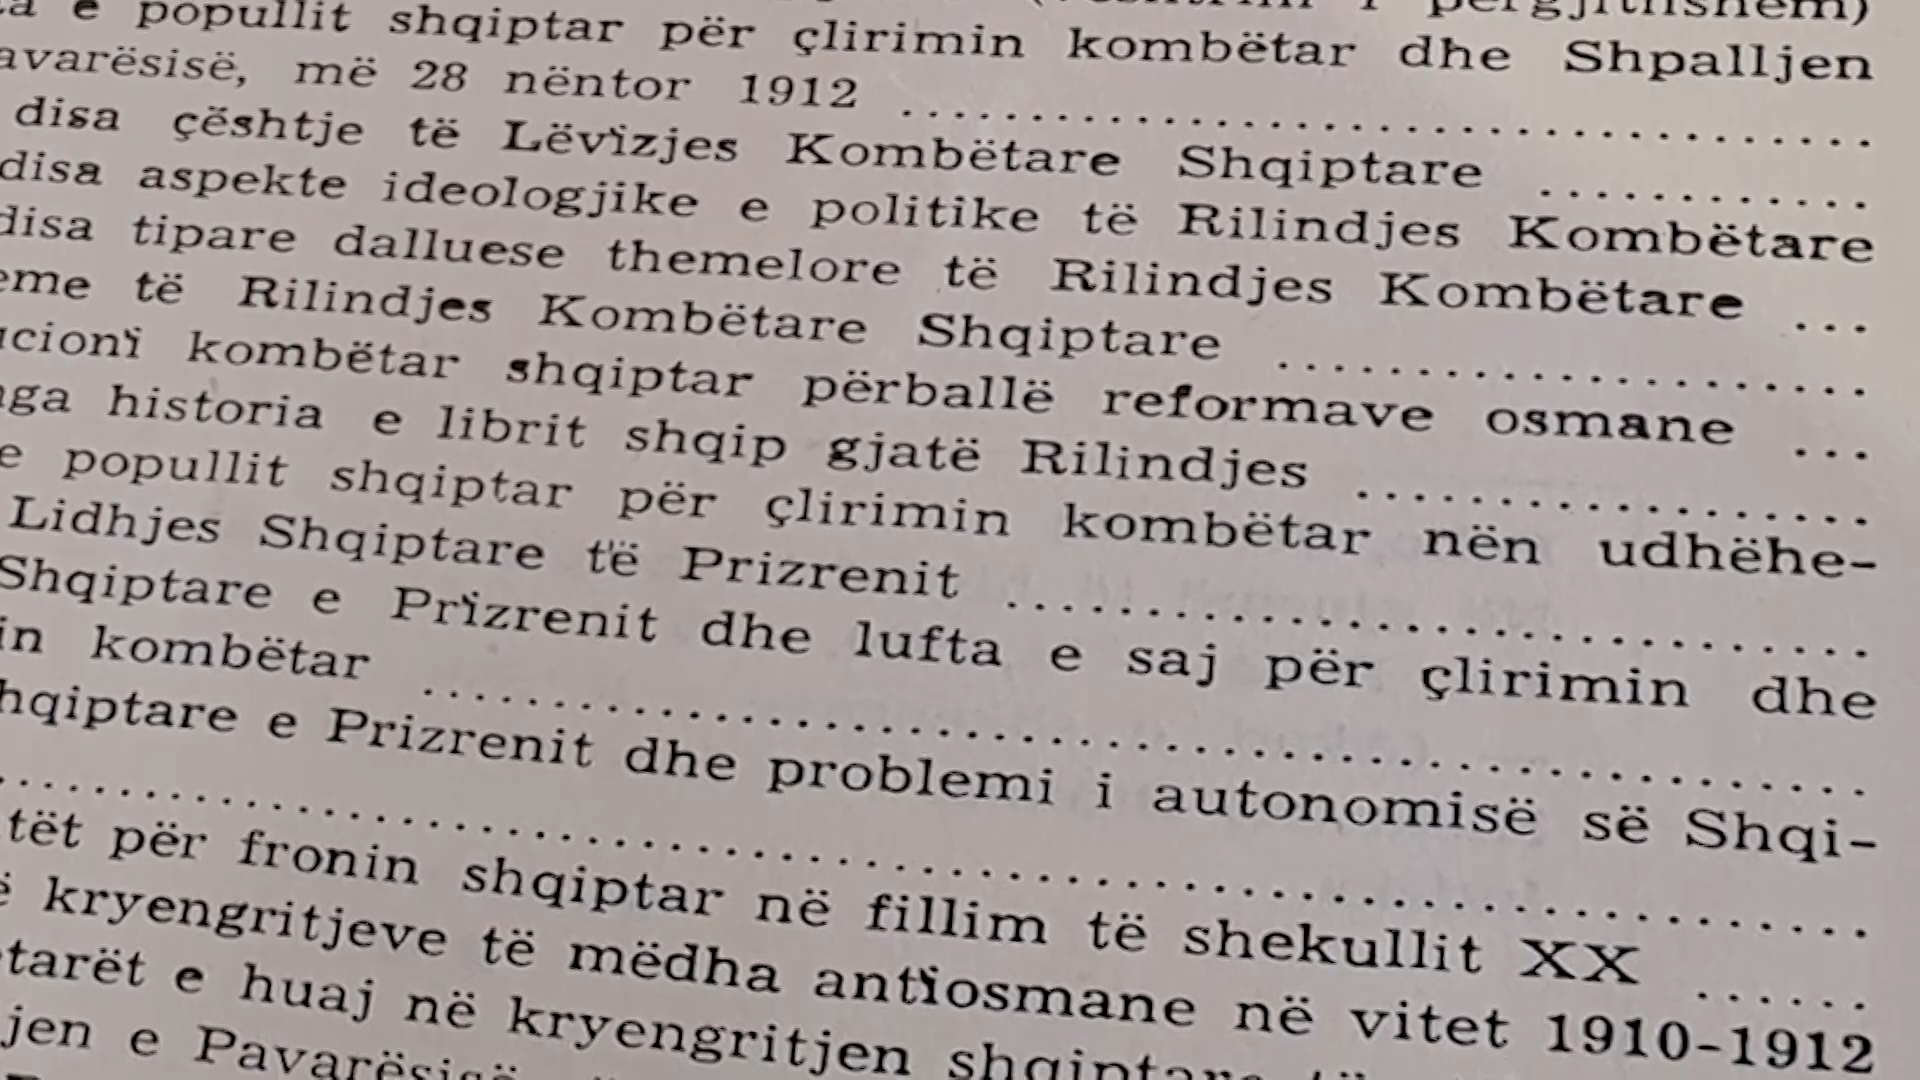 e popullit shqiptar për çlirimin kombëtar dhe Shpalljen
avarësisë, më 28 nëntor 1912 ................................
disa çështje të Lëvizjes Kombëtare Shqiptare ............
disa aspekte ideologjike e politike të Rilindjes Kombëtare
disa tipare dalluese themelore të Rilindjes Kombëtare ...
eme të Rilindjes Kombëtare Shqiptare ....................
ucioni kombëtar shqiptar përballë reformave osmane ...
nga historia e librit shqip gjatë Rilindjes ..................
e popullit shqiptar për çlirimin kombëtar nën udhëhe-
Lidhjes Shqiptare të Prizrenit ..............................
Shqiptare e Prizrenit dhe lufta e saj për çlirimin dhe
in kombëtar ..................................................
hqiptare e Prizrenit dhe problemi i autonomisë së Shqi-
................................................................
tët për fronin shqiptar në fillim të shekullit XX ......
ë kryengritjeve të mëdha antiosmane në vitet 1910-1912
tarët e huaj në kryengritjen shqiptare
jen e Pavarësisë